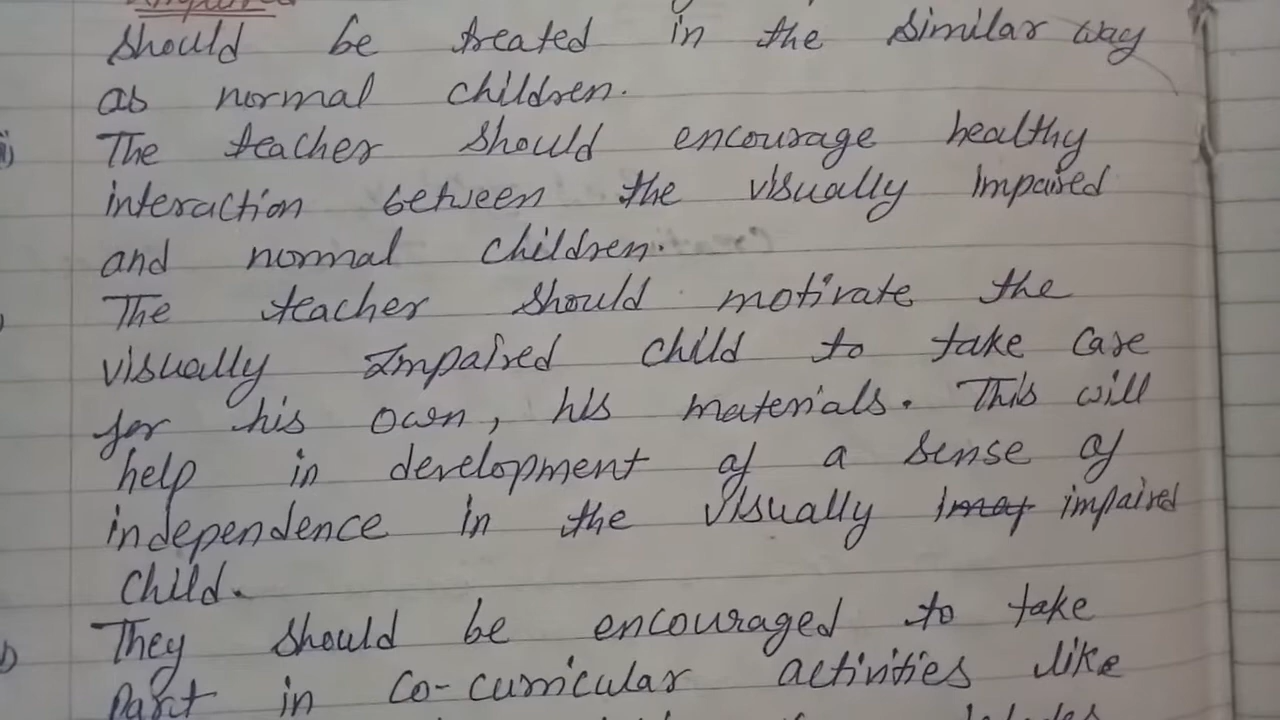 should be treated in the similar way
as normal children.
The teacher should encourage healthy
interaction between the visually impaired
and normal children.
The teacher should motivate the
visually Impaired child to take care
for his own, his materials. This will
help in development of a sense of
independence in the visually impaired
child.
They should be encouraged to take
Part in co-curricular activities like